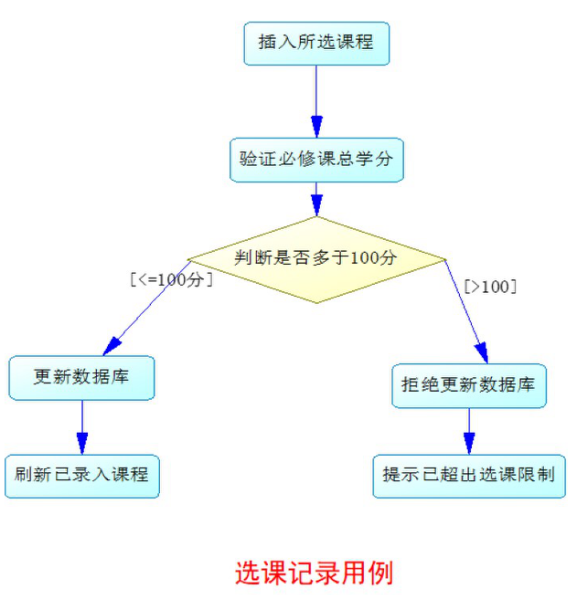 插入所选课程
验证必修课总学分
判断是否多于100分
[<=100分]
[>100]
更新数据库
拒绝更新数据库
刷新已录入课程
提示已超出选课限制
选课记录用例